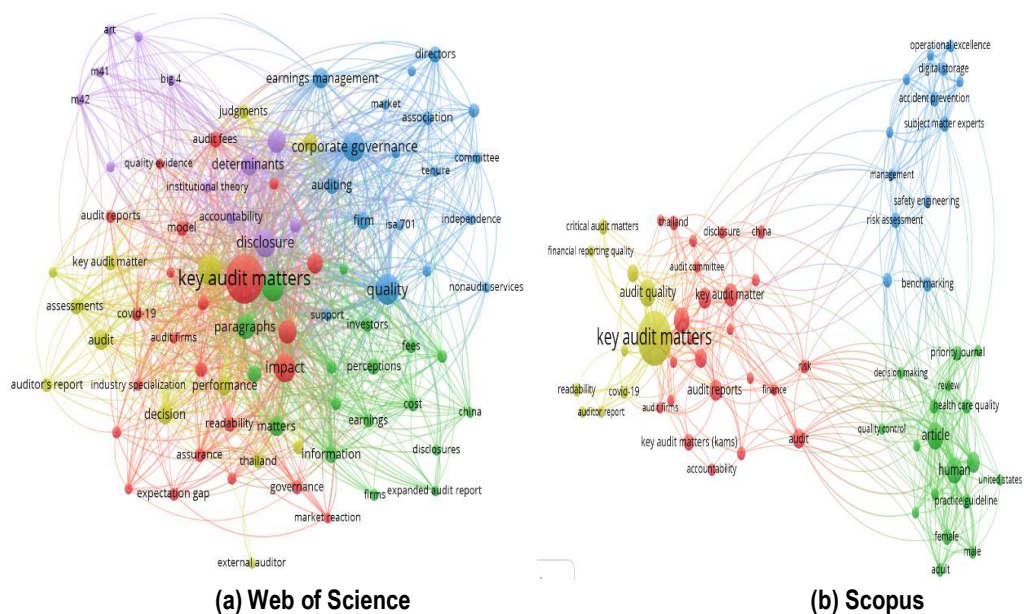 art
m41
big 4
m42
directors
earnings management
market
judgments
association
audit fees
corporate governance
quality evidence
determinants
committee
tenure
institutional theory
auditing
audit reports
accountability
firm
isa 701
independence
model
disclosure
key audit matter
key audit matters
quality
nonaudit services
assessments
covid-19
support
paragraphs
investors
audit
audit firms
fees
impact
perceptions
auditor's report
industry specialization
performance
decision
cost
china
readability
matters
earnings
assurance
thailand
information
disclosures
expectation gap
governance
firms
expanded audit report
market reaction
external auditor
(a) Web of Science
operational excellence
digital storage
accident prevention
subject matter experts
management
safety engineering
risk assessment
critical audit matters
thailand
disclosure
china
financial reporting quality
audit committee
benchmarking
audit quality
key audit matter
key audit matters
priority journal
decision making
risk
review
readability
covid-19
audit reports
finance
health care quality
auditor report
audit firms
quality control
article
key audit matters (kams)
audit
human
accountability
united states
practice guideline
female
male
adult
(b) Scopus